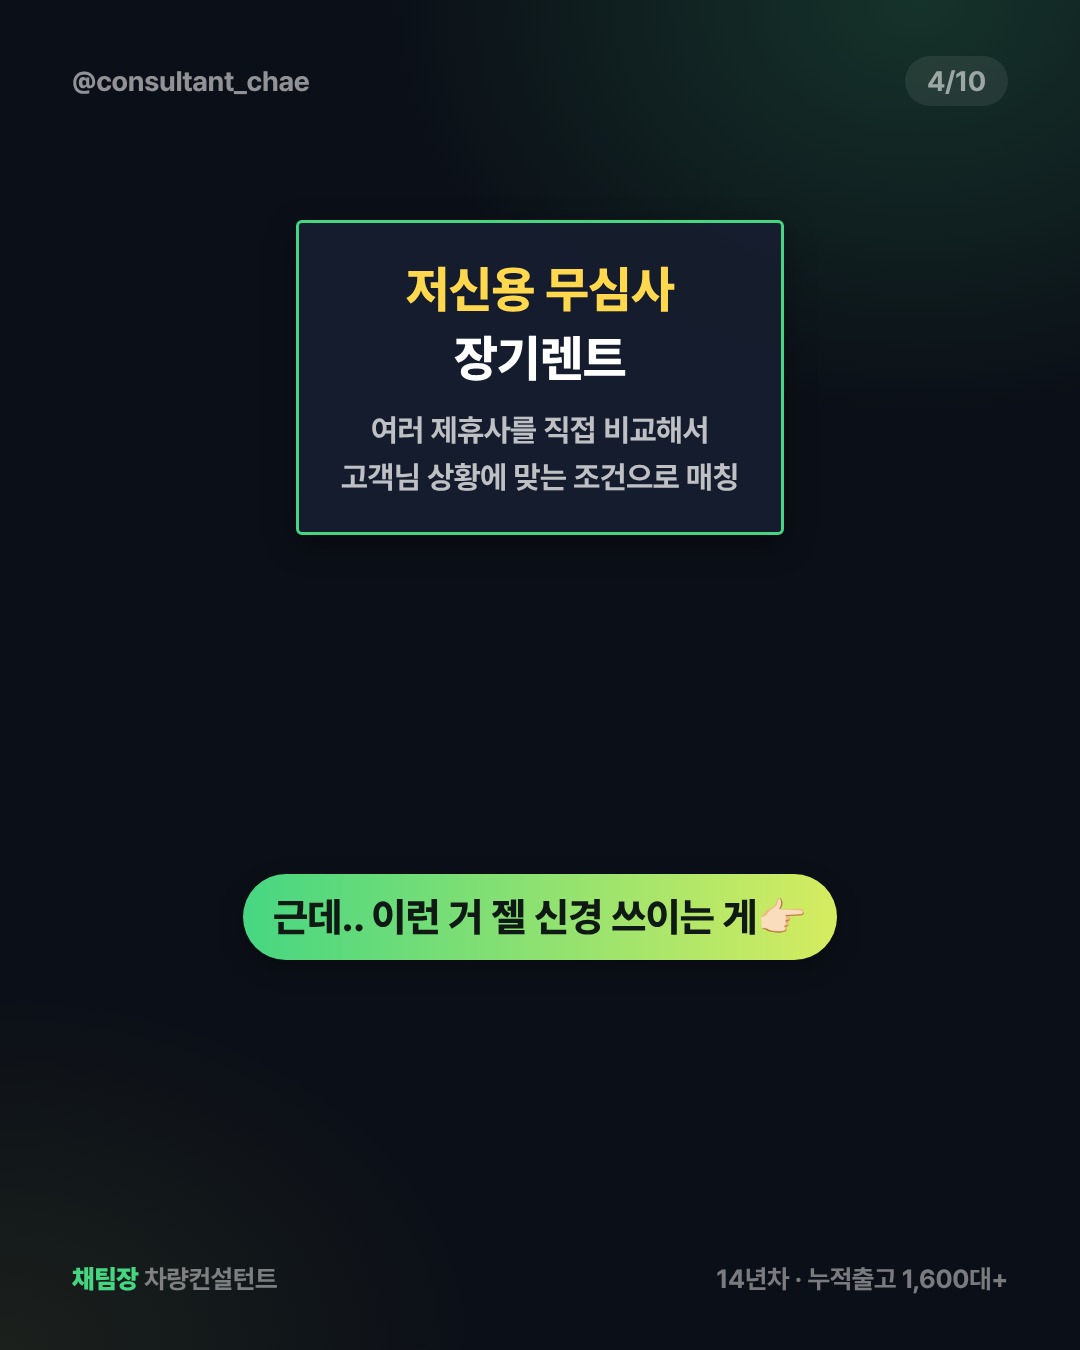 @consultant_chae
4/10
저신용 무심사
장기렌트
여러 제휴사를 직접 비교해서
고객님 상황에 맞는 조건으로 매칭
근데.. 이런 거 젤 신경 쓰이는 게👉🏻
채팀장 차량컨설턴트
14년차 · 누적출고 1,600대+